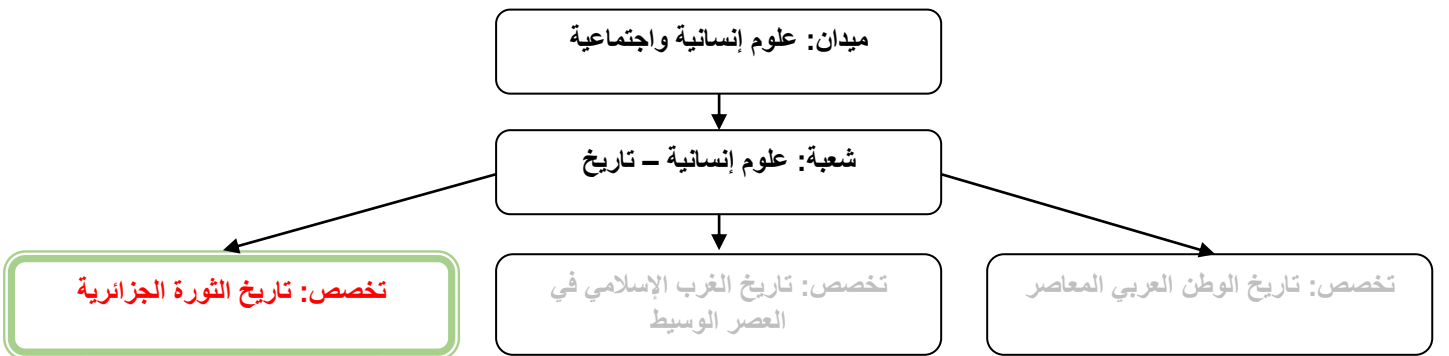 ميدان: علوم إنسانية واجتماعية
شعبة: علوم إنسانية – تاريخ
تخصص: تاريخ الوطن العربي المعاصر
تخصص: تاريخ الغرب الإسلامي في
العصر الوسيط
تخصص: تاريخ الثورة الجزائرية